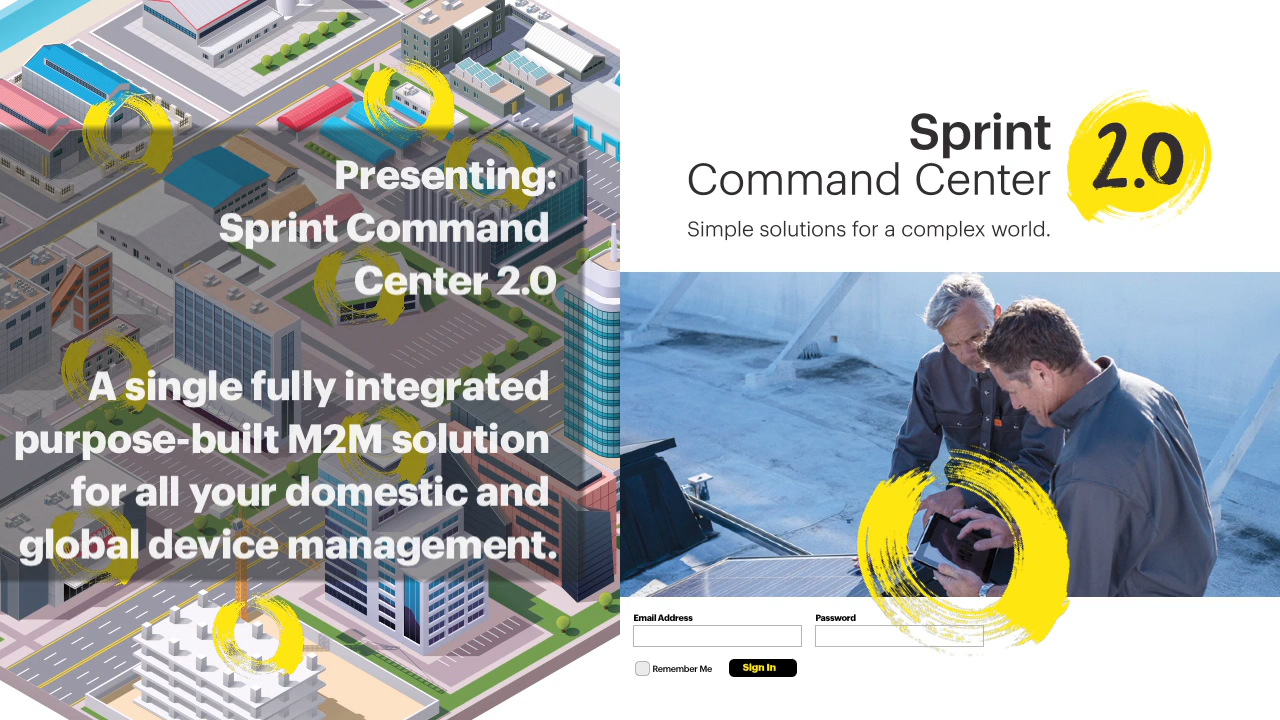 Presenting:
Sprint Command
Center 2.0
A single fully integrated
purpose-built M2M solution
for all your domestic and
global device management.
Sprint
Command Center
2.0
Simple solutions for a complex world.
Email Address
Password
Remember Me
Sign In